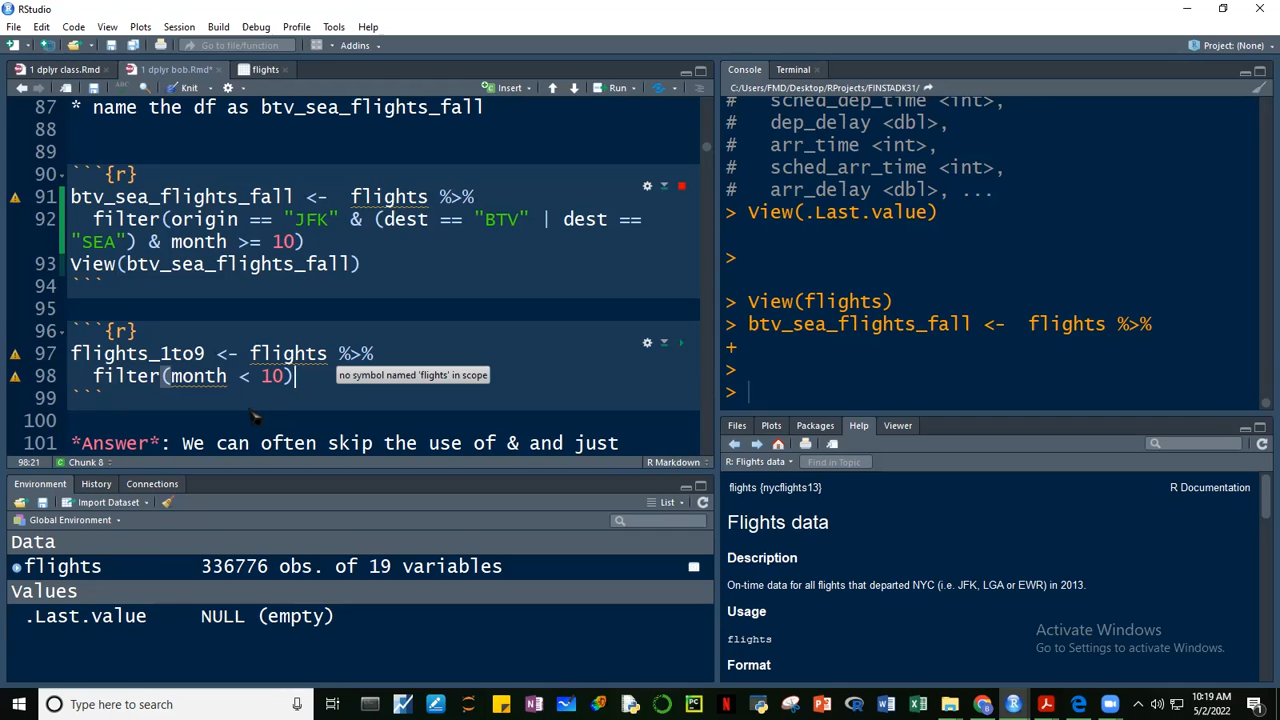 RStudio
File Edit Code View Plots Session Build Debug Profile Tools Help
Go to file/function Addins Project: (None)
1 dplyr class.Rmd 1 dplyr bob.Rmd* flights
Knit Insert Run
87 * name the df as btv_sea_flights_fall
88
89
90 ```{r}
91 btv_sea_flights_fall <-  flights %>%
92   filter(origin == "JFK" & (dest == "BTV" | dest ==
"SEA") & month >= 10)
93 View(btv_sea_flights_fall)
94 ```
95
96 ```{r}
97 flights_1to9 <- flights %>%
98   filter(month < 10)
no symbol named 'flights' in scope
99 ```
100
101 *Answer*: We can often skip the use of & and just
98:21 Chunk 8 R Markdown
Console Terminal
C:/Users/FMD/Desktop/RProjects/FINSTADK31/
#   sched_dep_time <int>,
#   dep_delay <dbl>,
#   arr_time <int>,
#   sched_arr_time <int>,
#   arr_delay <dbl>, ...
> View(.Last.value)
>
> View(flights)
> btv_sea_flights_fall <-  flights %>%
+
>
>
Environment History Connections
Import Dataset List
Global Environment
Data
flights 336776 obs. of 19 variables
Values
.Last.value NULL (empty)
Files Plots Packages Help Viewer
R: Flights data Find in Topic
flights {nycflights13} R Documentation
Flights data
Description
On-time data for all flights that departed NYC (i.e. JFK, LGA or EWR) in 2013.
Usage
flights
Format
Activate Windows
Go to Settings to activate Windows.
Type here to search
10:19 AM
5/2/2022